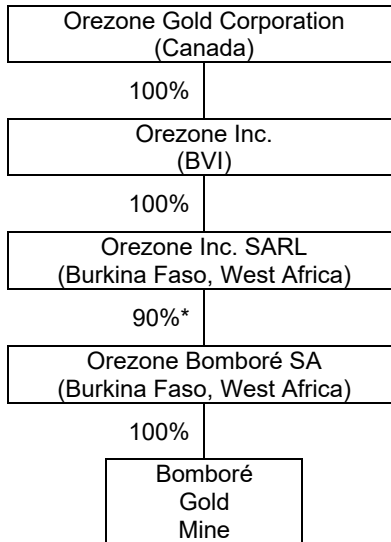 Orezone Gold Corporation
(Canada)
100%
Orezone Inc.
(BVI)
100%
Orezone Inc. SARL
(Burkina Faso, West Africa)
90%*
Orezone Bomboré SA
(Burkina Faso, West Africa)
100%
Bomboré
Gold
Mine